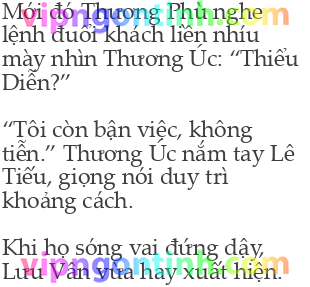 Mới đó Thương Phú nghe
lệnh đuổi khách liền nhíu
mày nhìn Thương Úc: “Thiểu
Diễn?”
“Tôi còn bận việc, không
tiễn.” Thương Úc nắm tay Lê
Tiếu, giọng nói duy trì
khoảng cách.
Khi họ sóng vai đứng dậy,
Lưu Vân vừa hay xuất hiện.
vipngontinh.com
vipngontinh.com